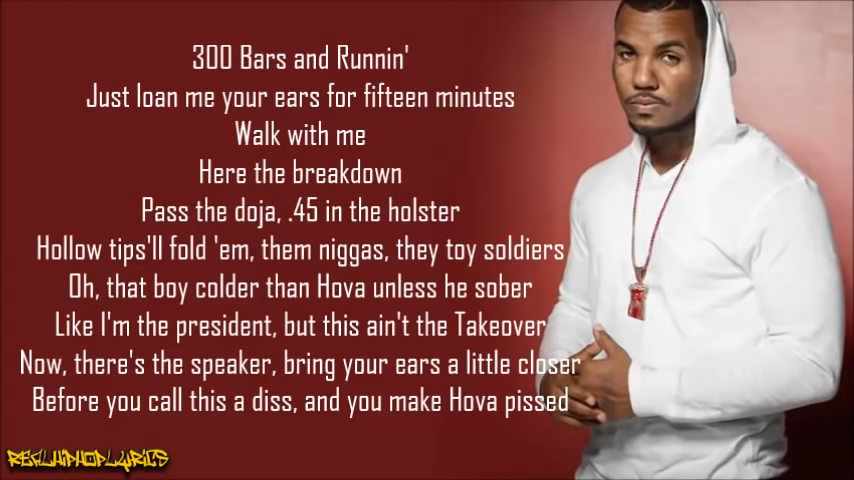 300 Bars and Runnin'
Just loan me your ears for fifteen minutes
Walk with me
Here the breakdown
Pass the doja, .45 in the holster
Hollow tips'll fold 'em, them niggas, they toy soldiers
Oh, that boy colder than Hova unless he sober
Like I'm the president, but this ain't the Takeover
Now, there's the speaker, bring your ears a little closer
Before you call this a diss, and you make Hova pissed
REALHIPHOPLYRICS